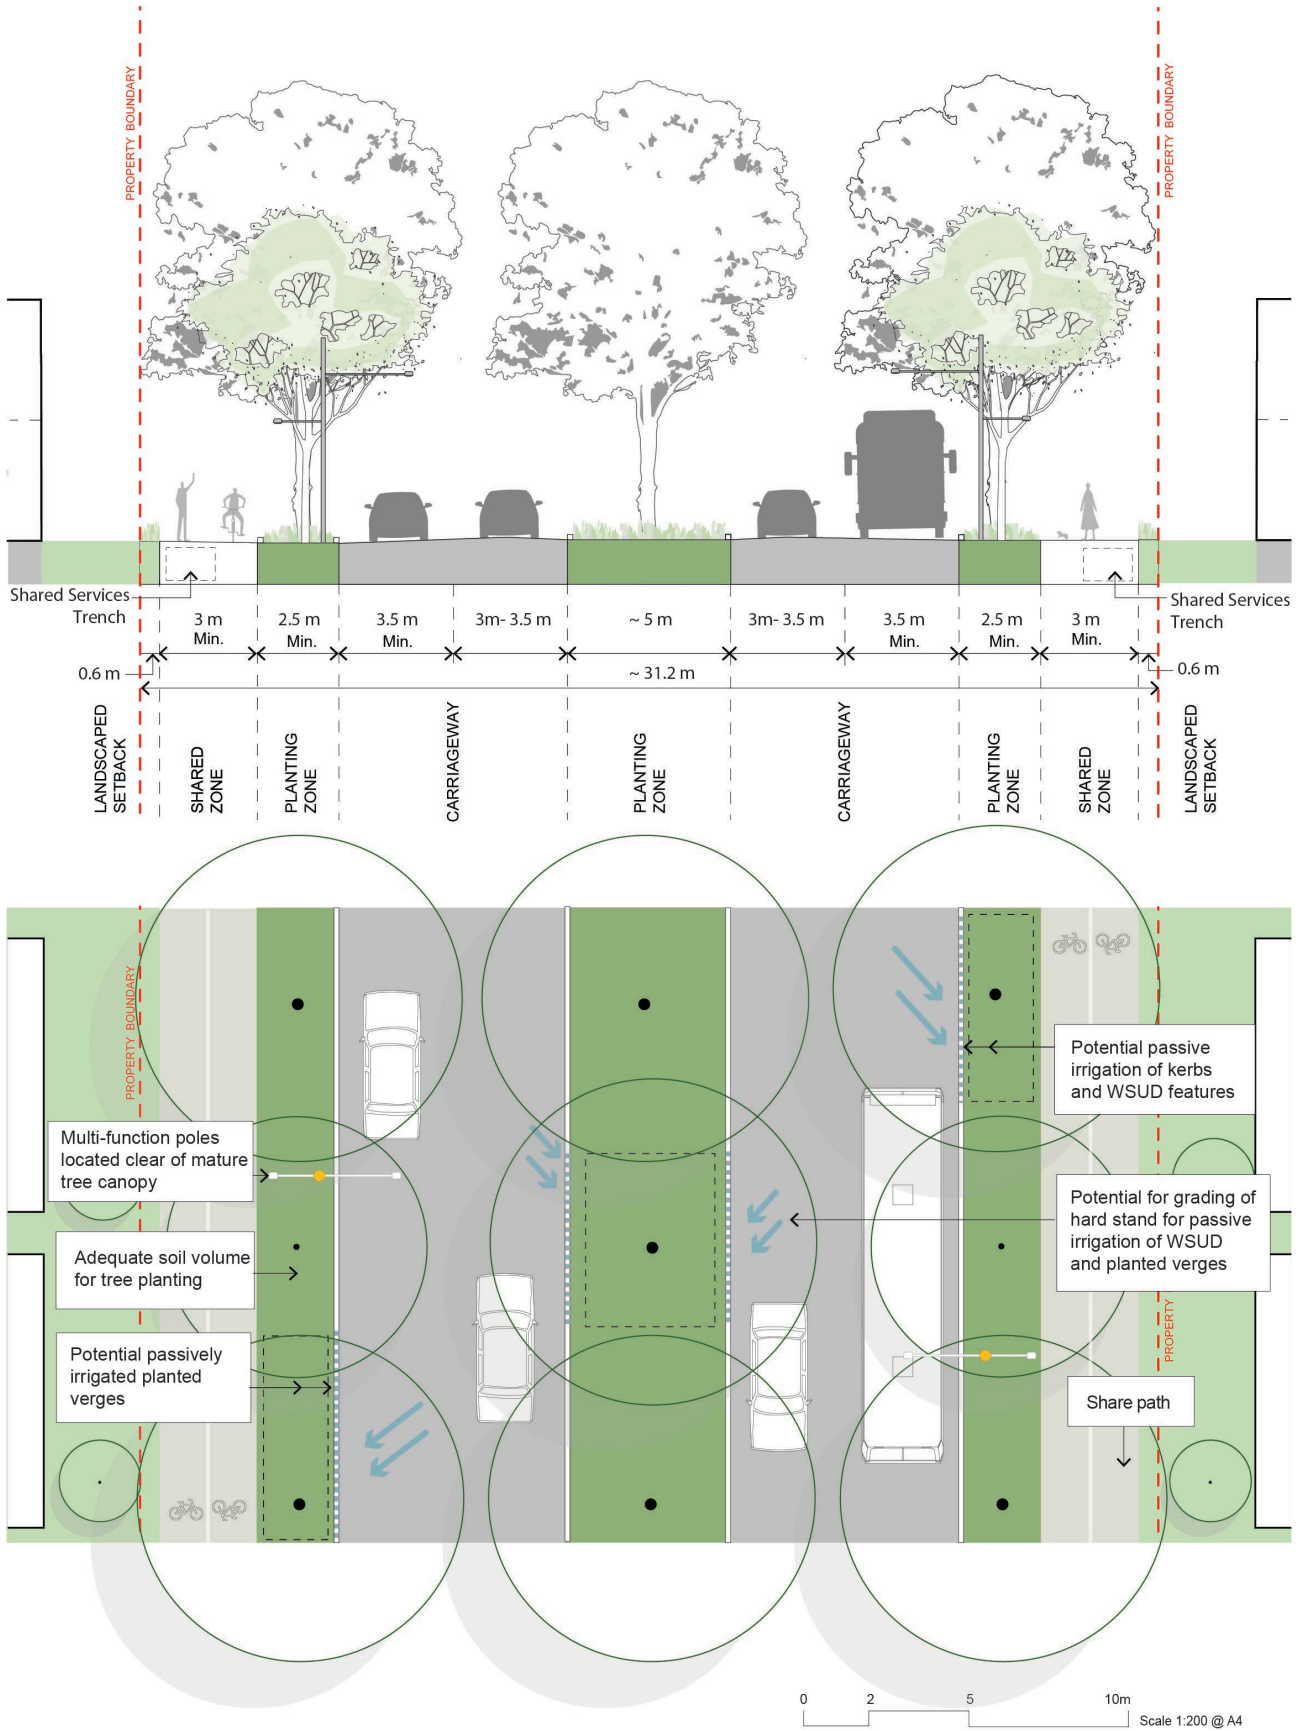 PROPERTY BOUNDARY
PROPERTY BOUNDARY
Shared Services
Trench
3 m
Min.
2.5 m
Min.
3.5 m
Min.
3m- 3.5 m
~ 5 m
3m- 3.5 m
3.5 m
Min.
2.5 m
Min.
3 m
Min.
Shared Services
Trench
0.6 m
~ 31.2 m
0.6 m
LANDSCAPED
SETBACK
SHARED
ZONE
PLANTING
ZONE
CARRIAGEWAY
PLANTING
ZONE
CARRIAGEWAY
PLANTING
ZONE
SHARED
ZONE
LANDSCAPED
SETBACK
PROPERTY BOUNDARY
Potential passive
irrigation of kerbs
and WSUD features
Multi-function poles
located clear of mature
tree canopy
Potential for grading of
hard stand for passive
irrigation of WSUD
and planted verges
Adequate soil volume
for tree planting
PROPERTY
Potential passively
irrigated planted
verges
Share path
0
2
5
10m
Scale 1:200 @ A4